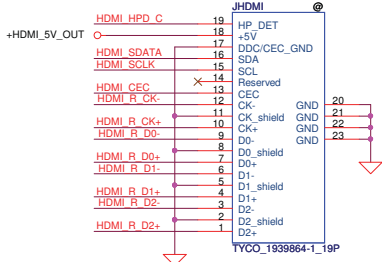 JHDMI @
HDMI_HPD_C 19 HP_DET
+HDMI_5V_OUT 18 +5V
17 DDC/CEC_GND
HDMI_SDATA 16 SDA
HDMI_SCLK 15 SCL
14 Reserved
HDMI_CEC 13 CEC
HDMI_R_CK- 12 CK- GND 20
11 CK_shield GND 21
HDMI_R_CK+ 10 CK+ GND 22
HDMI_R_D0- 9 D0- GND 23
8 D0_shield
HDMI_R_D0+ 7 D0+
HDMI_R_D1- 6 D1-
5 D1_shield
HDMI_R_D1+ 4 D1+
HDMI_R_D2- 3 D2-
2 D2_shield
HDMI_R_D2+ 1 D2+
TYCO_1939864-1_19P